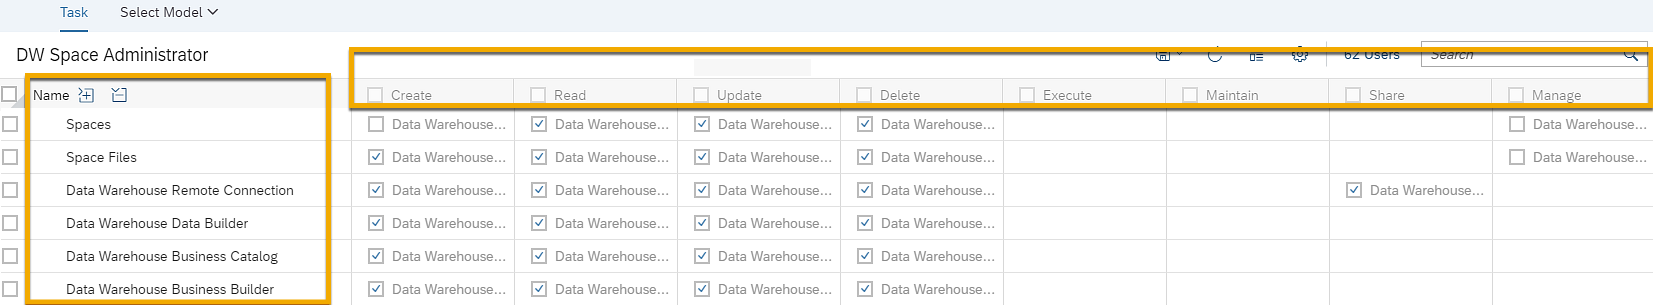 Task Select Model
DW Space Administrator 62 Users Search
Name Create Read Update Delete Execute Maintain Share Manage
Spaces Data Warehouse... Data Warehouse... Data Warehouse... Data Warehouse... Data Warehouse...
Space Files Data Warehouse... Data Warehouse... Data Warehouse... Data Warehouse... Data Warehouse...
Data Warehouse Remote Connection Data Warehouse... Data Warehouse... Data Warehouse... Data Warehouse... Data Warehouse...
Data Warehouse Data Builder Data Warehouse... Data Warehouse... Data Warehouse... Data Warehouse...
Data Warehouse Business Catalog Data Warehouse... Data Warehouse... Data Warehouse... Data Warehouse...
Data Warehouse Business Builder Data Warehouse... Data Warehouse... Data Warehouse... Data Warehouse...